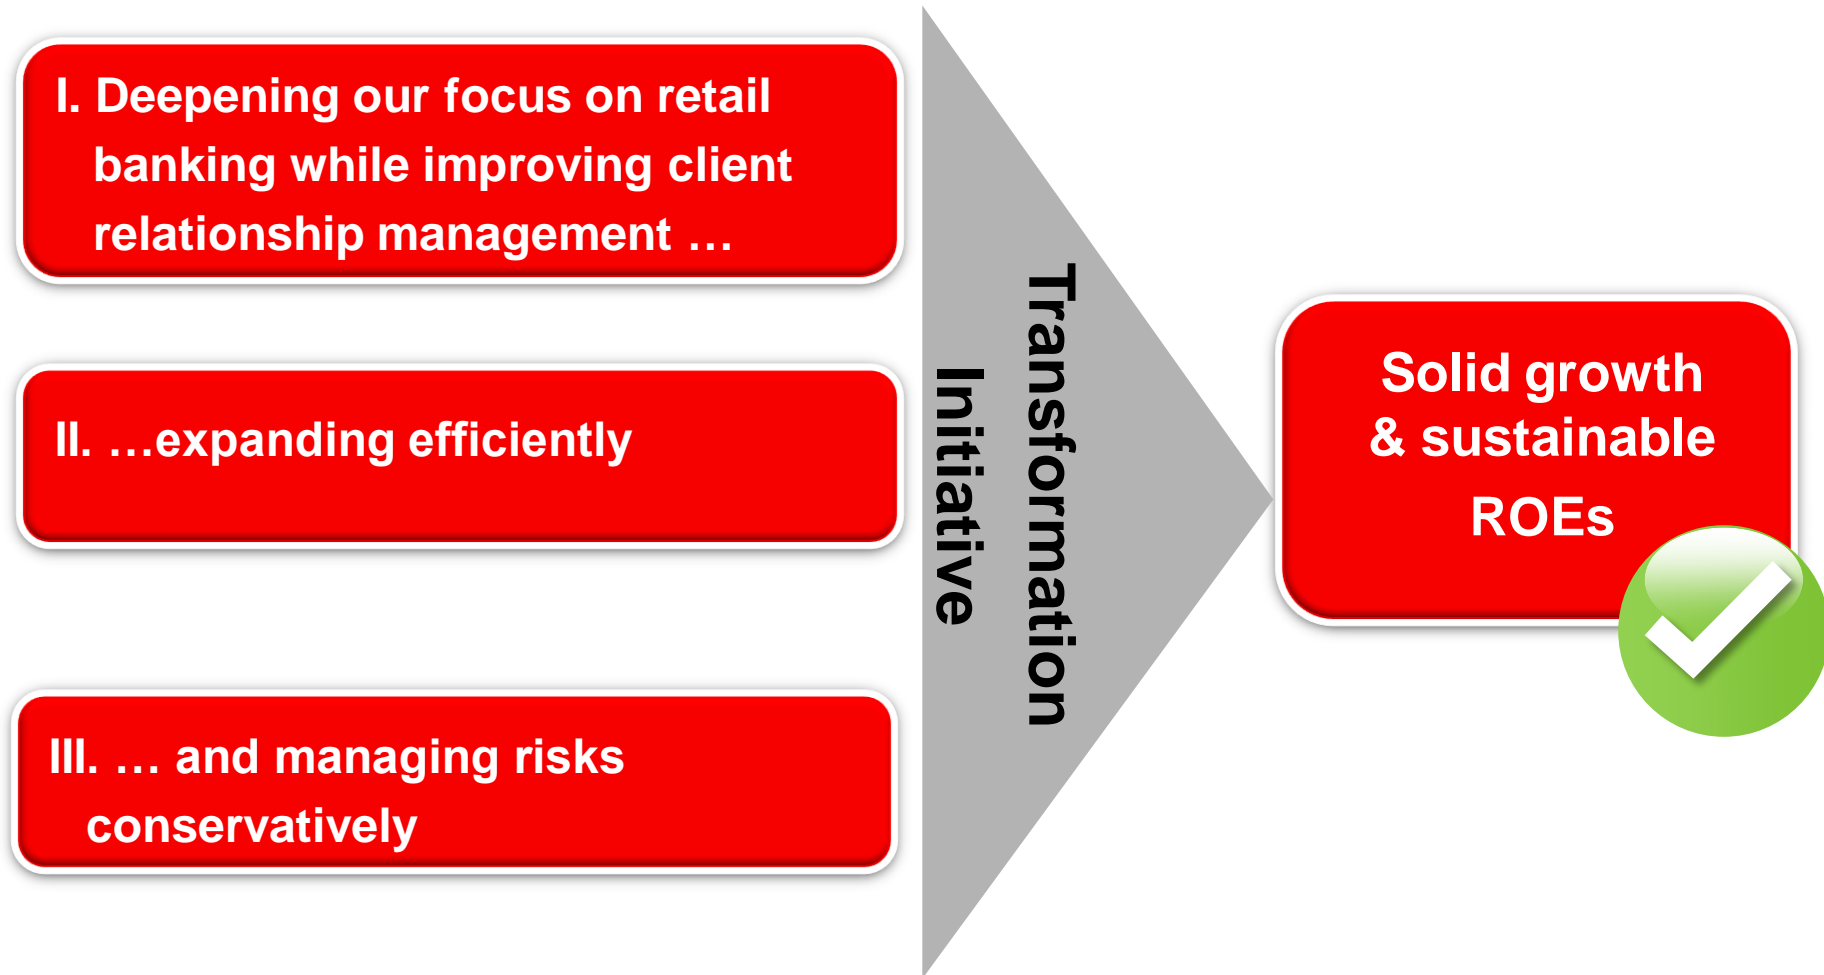 I. Deepening our focus on retail
banking while improving client
relationship management …
II. …expanding efficiently
III. … and managing risks
conservatively
Transformation
Initiative
Solid growth
& sustainable
ROEs